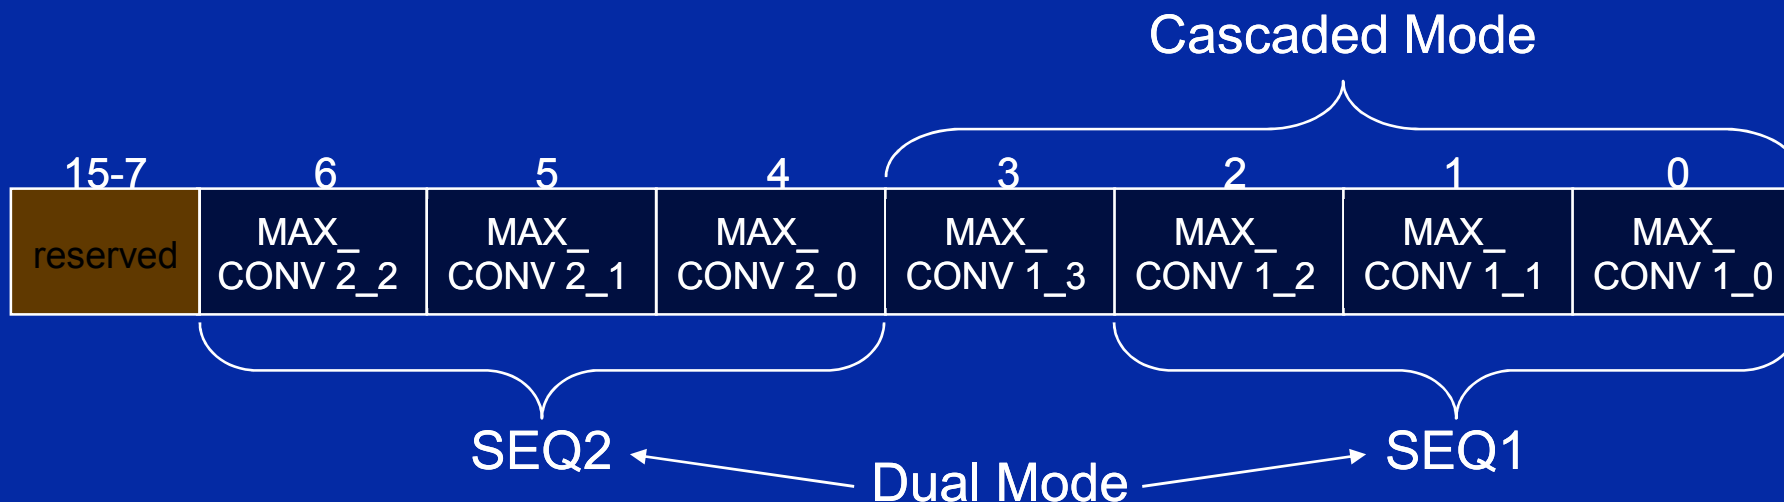 Cascaded Mode
15-7 6 5 4 3 2 1 0
reserved
MAX_
CONV 2_2
MAX_
CONV 2_1
MAX_
CONV 2_0
MAX_
CONV 1_3
MAX_
CONV 1_2
MAX_
CONV 1_1
MAX_
CONV 1_0
SEQ2
SEQ1
Dual Mode